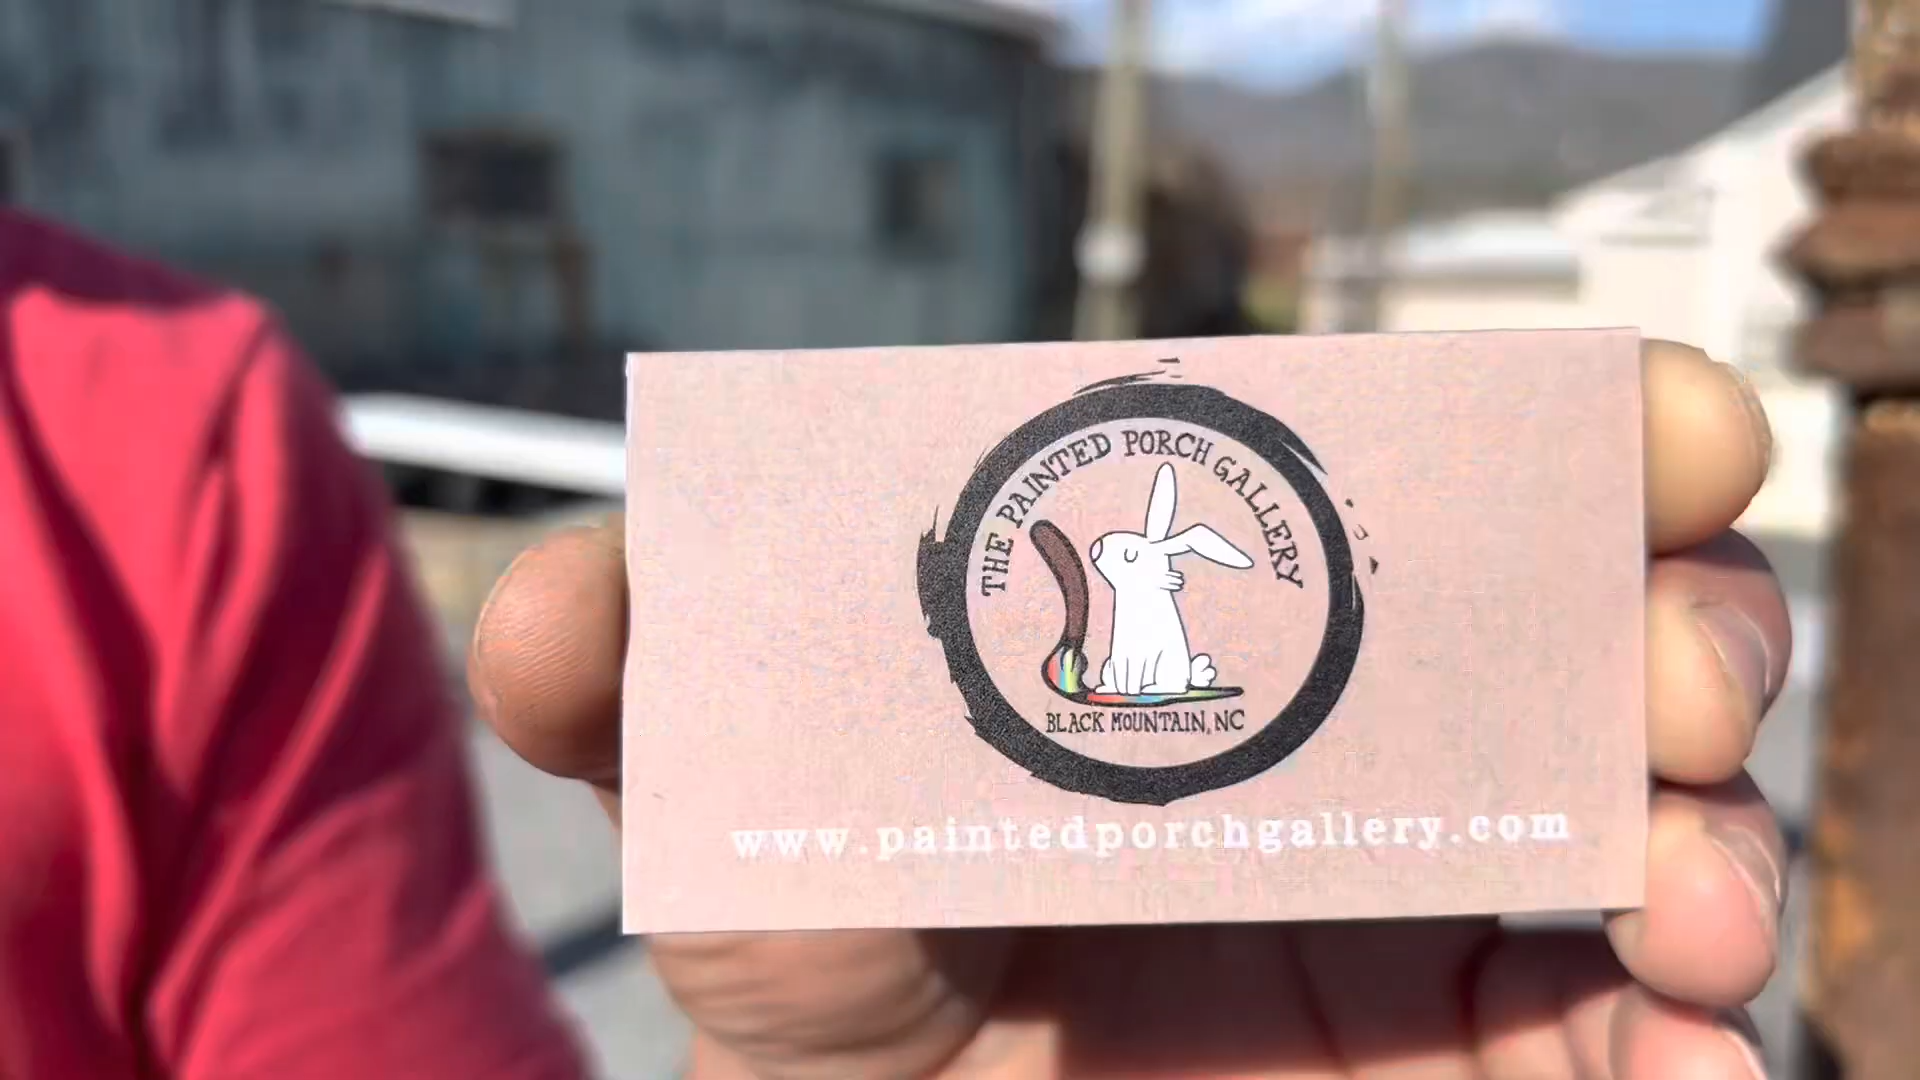 THE PAINTED PORCH GALLERY
BLACK MOUNTAIN, NC
www.paintedporchgallery.com